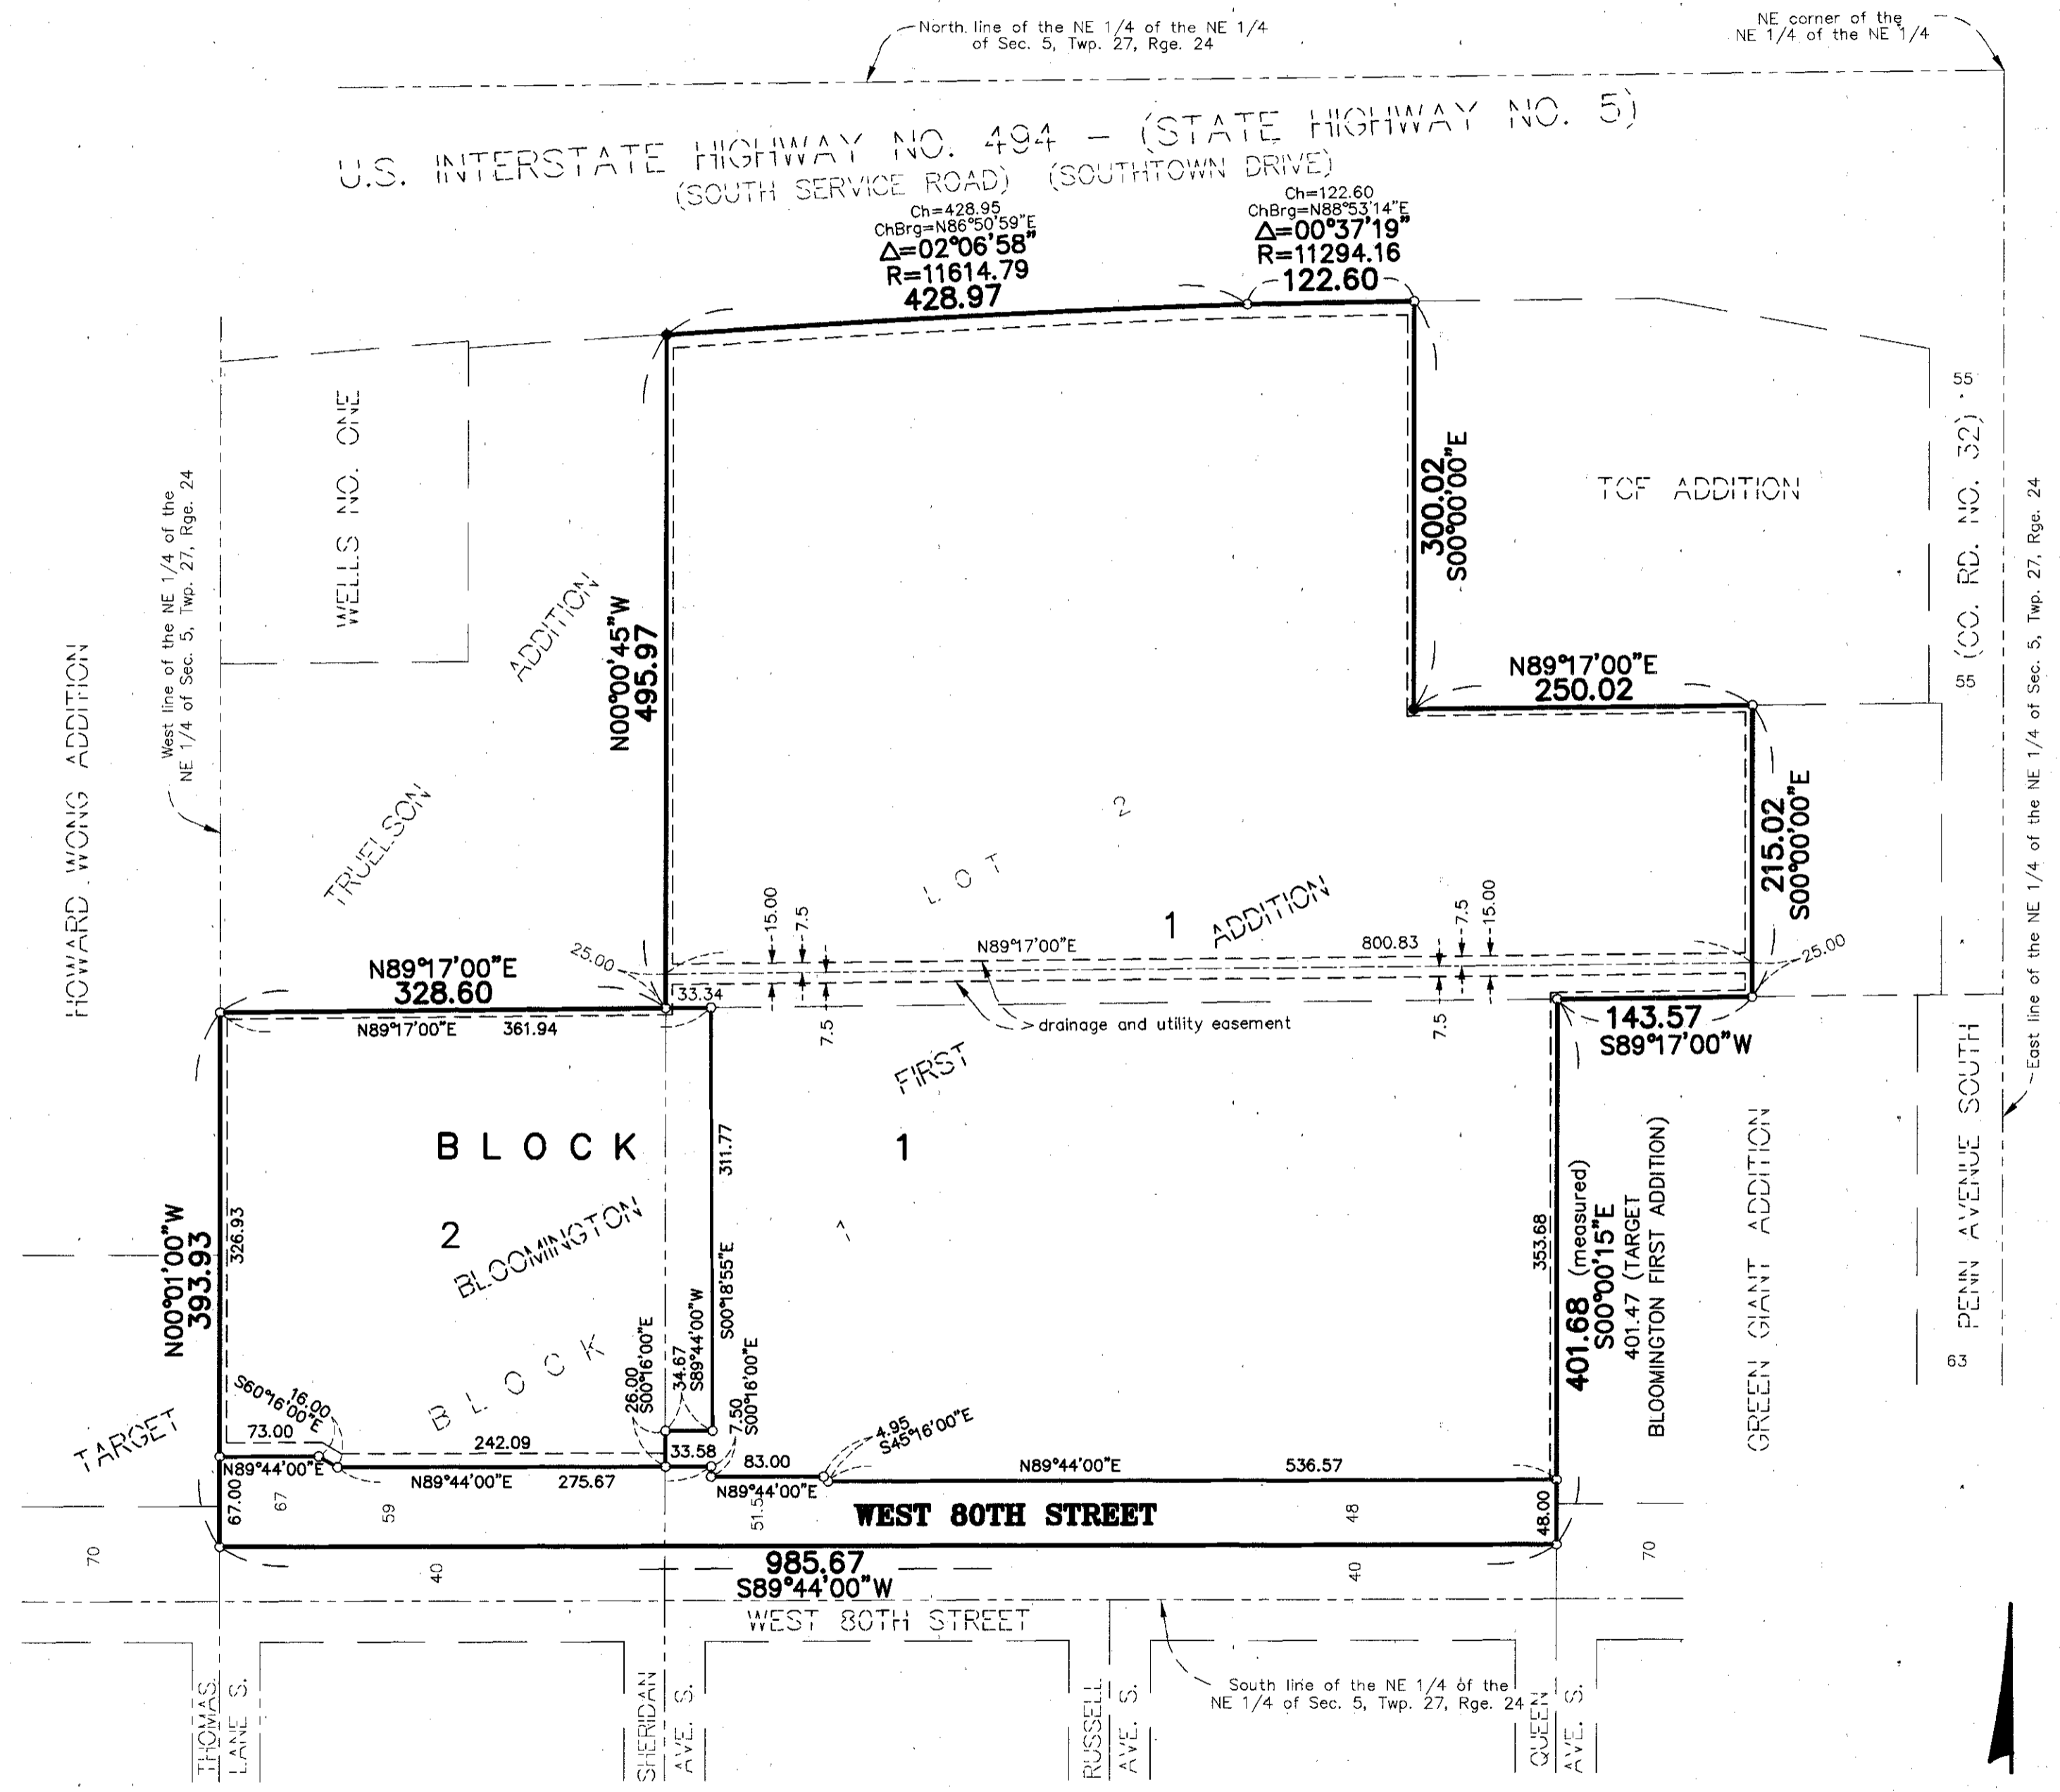 North line of the NE 1/4 of the NE 1/4
of Sec. 5, Twp. 27, Rge. 24
NE corner of the
NE 1/4 of the NE 1/4
U.S. INTERSTATE HIGHWAY NO. 494 - (STATE HIGHWAY NO. 5)
(SOUTH SERVICE ROAD) (SOUTHTOWN DRIVE)
Ch=428.95
ChBrg=N86°50'59"E
Δ=02°06'58"
R=11614.79
428.97
Ch=122.60
ChBrg=N88°53'14"E
Δ=00°37'19"
R=11294.16
122.60
WELLS NO. ONE
West line of the NE 1/4 of the
NE 1/4 of Sec. 5, Twp. 27, Rge. 24
HOWARD WONG ADDITION
TRUELSON
ADDITION
N00°00'45"W
495.97
300.02
S00°00'00"E
TCF ADDITION
55
(CO. RD. NO. 32)
55
East line of the NE 1/4 of the NE 1/4 of Sec. 5, Twp. 27, Rge. 24
N89°17'00"E
250.02
215.02
S00°00'00"E
LOT
2
1
ADDITION
15.00
7.5
7.5
N89°17'00"E
800.83
7.5
15.00
7.5
25.00
25.00
33.34
drainage and utility easement
N89°17'00"E
328.60
N89°17'00"E
361.94
143.57
S89°17'00"W
FIRST
BLOCK
1
2
BLOOMINGTON
BLOCK
TARGET
N00°01'00"W
393.93
326.93
311.77
S00°18'55"E
353.68
401.68 (measured)
S00°00'15"E
401.47 (TARGET
BLOOMINGTON FIRST ADDITION)
GREEN GIANT ADDITION
PENN AVENUE SOUTH
63
S60°16'00"E
16.00
73.00
N89°44'00"E
242.09
N89°44'00"E
275.67
26.00
S00°16'00"E
34.67
S89°44'00"W
33.58
7.50
S00°16'00"E
83.00
N89°44'00"E
4.95
S45°16'00"E
N89°44'00"E
536.57
67.00
67
59
51.5
WEST 80TH STREET
48
48.00
70
40
985.67
S89°44'00"W
40
70
WEST 80TH STREET
South line of the NE 1/4 of the
NE 1/4 of Sec. 5, Twp. 27, Rge. 24
THOMAS
LANE S.
SHERIDAN
AVE. S.
RUSSELL
AVE. S.
QUEEN
AVE. S.